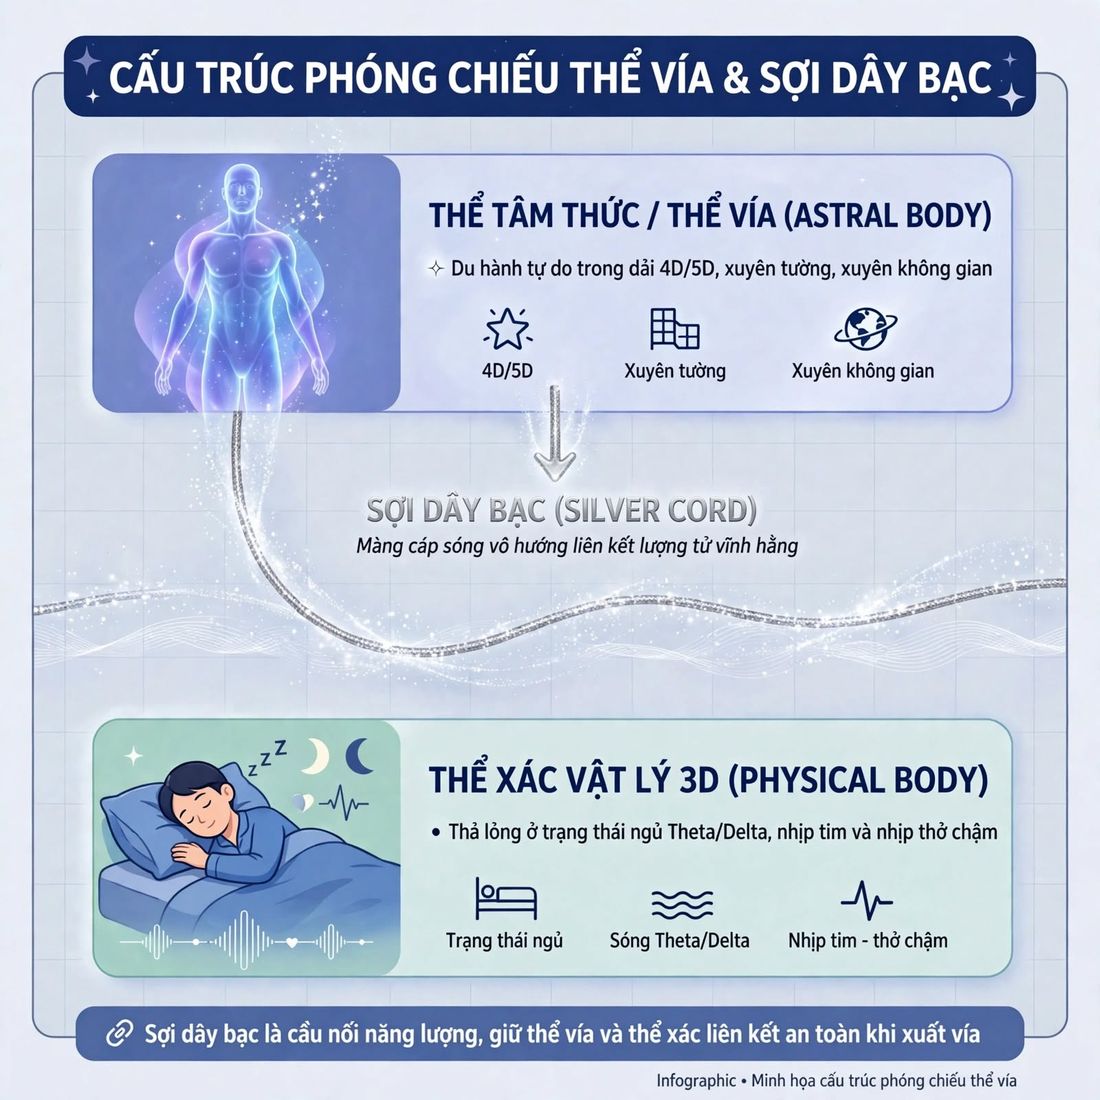 CẤU TRÚC PHÓNG CHIẾU THỂ VÍA & SỢI DÂY BẠC
THỂ TÂM THỨC / THỂ VÍA (ASTRAL BODY)
Du hành tự do trong dải 4D/5D, xuyên tường, xuyên không gian
4D/5D
Xuyên tường
Xuyên không gian
SỢI DÂY BẠC (SILVER CORD)
Màng cáp sóng vô hướng liên kết lượng tử vĩnh hằng
zzZ
THỂ XÁC VẬT LÝ 3D (PHYSICAL BODY)
• Thả lỏng ở trạng thái ngủ Theta/Delta, nhịp tim và nhịp thở chậm
Trạng thái ngủ
Sóng Theta/Delta
Nhịp tim - thở chậm
Sợi dây bạc là cầu nối năng lượng, giữ thể vía và thể xác liên kết an toàn khi xuất vía
Infographic • Minh họa cấu trúc phóng chiếu thể vía